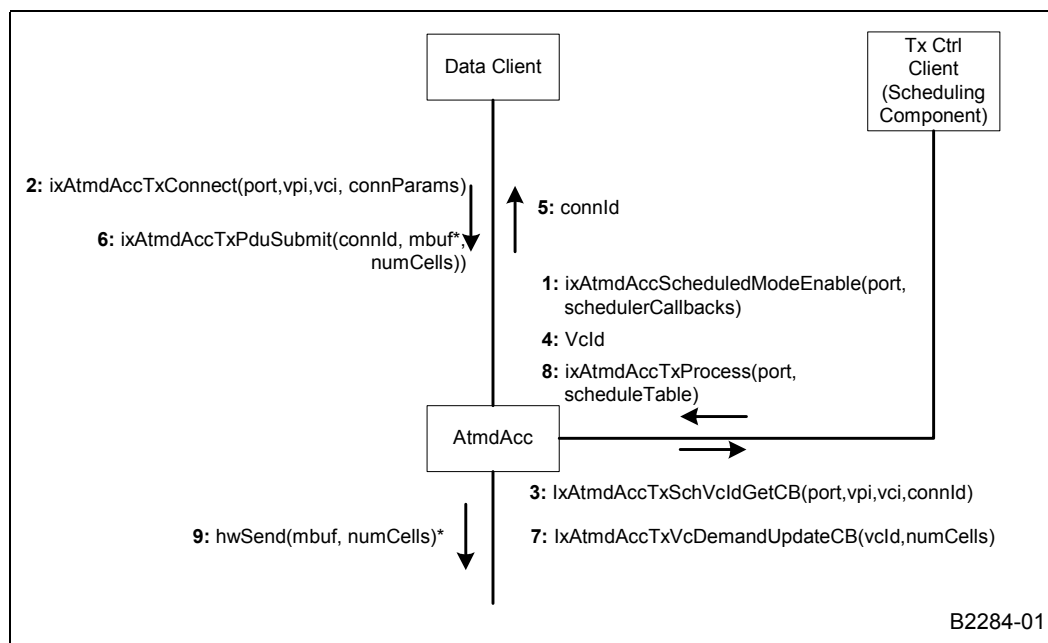 Data Client
Tx Ctrl
Client
(Scheduling
Component)
2: ixAtmdAccTxConnect(port,vpi,vci, connParams)
5: connId
6: ixAtmdAccTxPduSubmit(connId, mbuf*,
numCells))
1: ixAtmdAccScheduledModeEnable(port,
schedulerCallbacks)
4: VcId
8: ixAtmdAccTxProcess(port,
scheduleTable)
AtmdAcc
3: IxAtmdAccTxSchVcIdGetCB(port,vpi,vci,connId)
9: hwSend(mbuf, numCells)*
7: IxAtmdAccTxVcDemandUpdateCB(vcId,numCells)
B2284-01